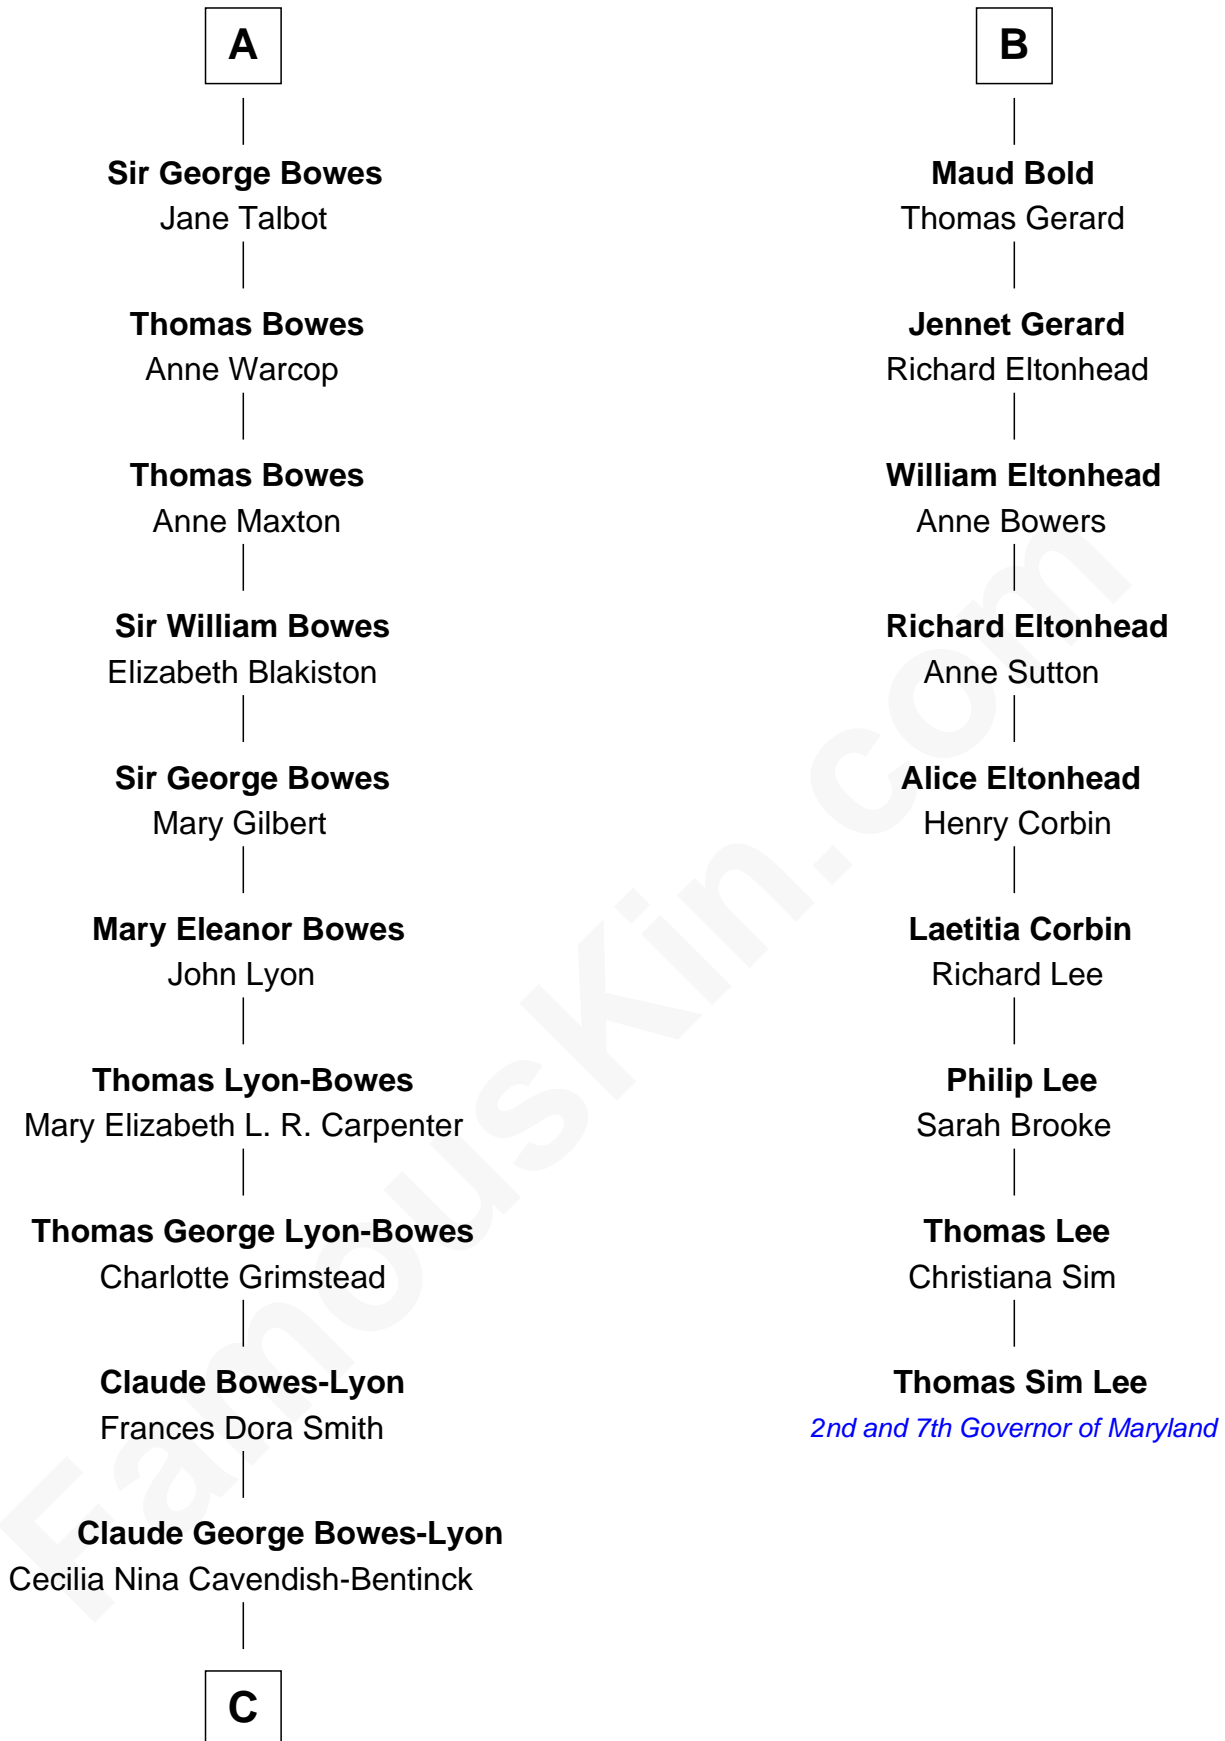 A
Sir George Bowes
Jane Talbot
Thomas Bowes
Anne Warcop
Thomas Bowes
Anne Maxton
Sir William Bowes
Elizabeth Blakiston
Sir George Bowes
Mary Gilbert
Mary Eleanor Bowes
John Lyon
Thomas Lyon-Bowes
Mary Elizabeth L. R. Carpenter
Thomas George Lyon-Bowes
Charlotte Grimstead
Claude Bowes-Lyon
Frances Dora Smith
Claude George Bowes-Lyon
Cecilia Nina Cavendish-Bentinck
C
B
Maud Bold
Thomas Gerard
Jennet Gerard
Richard Eltonhead
William Eltonhead
Anne Bowers
Richard Eltonhead
Anne Sutton
Alice Eltonhead
Henry Corbin
Laetitia Corbin
Richard Lee
Philip Lee
Sarah Brooke
Thomas Lee
Christiana Sim
Thomas Sim Lee
2nd and 7th Governor of Maryland
FamousKin.com